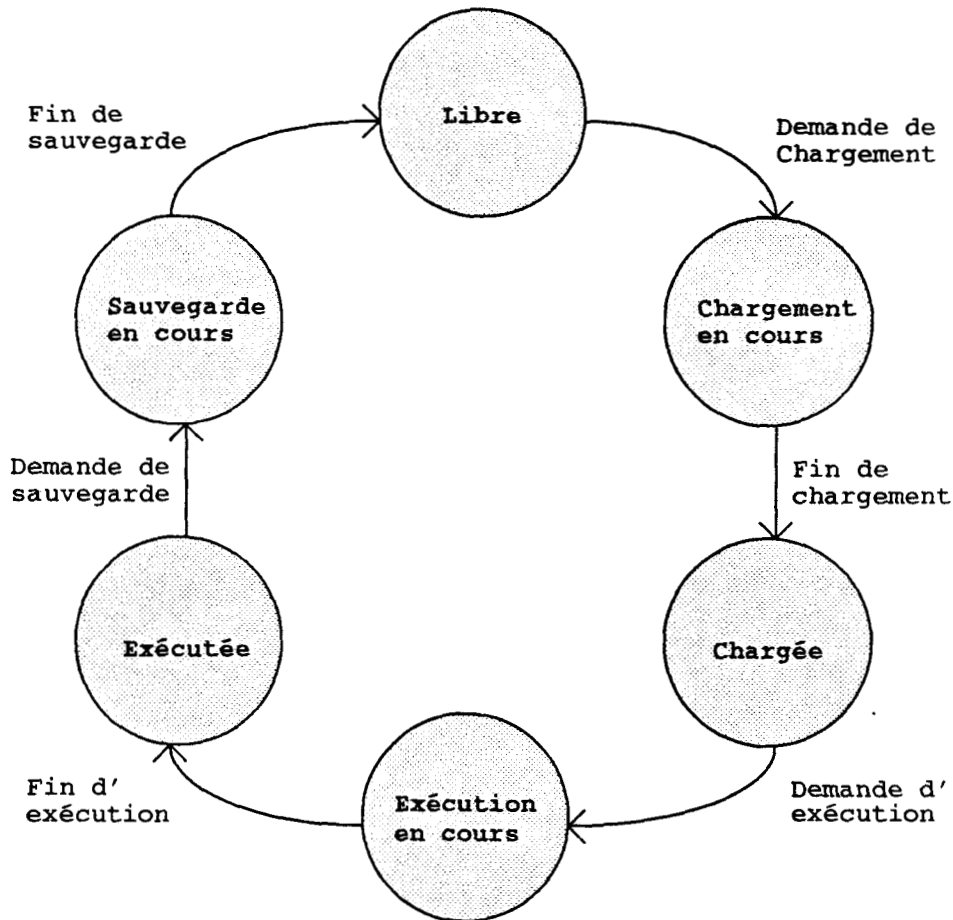 Libre
Fin de
sauvegarde
Demande de
Chargement
Sauvegarde
en cours
Chargement
en cours
Demande de
sauvegarde
Fin de
chargement
Exécutée
Chargée
Fin d'
exécution
Exécution
en cours
Demande d'
exécution